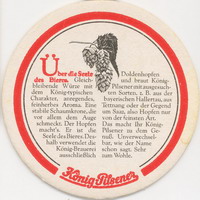 Über die Seele
des Bieres. Gleich-
bleibende Würze mit
dem König-typischen
Charakter, anregendes,
feinherbes Aroma. Eine
stabile Schaumkrone, die
vor allem dem Auge
schmeckt. Der Hopfen
macht's. Er ist die
Seele des Bieres. Des-
halb verwendet die
König-Brauerei
ausschließlich
Doldenhopfen
und braut König-
Pilsener mit ausgesuch-
ten Sorten, z. B. aus der
bayerischen Hallertau, aus
Tettnang oder der Gegend
um Saaz, also Hopfen nur
von der feinsten Art.
Das macht Ihr König-
Pilsener zu dem Ge-
nuß. Unverwechsel-
bar, wie der Name
schon sagt. Sehr
zum Wohle.
König-Pilsener